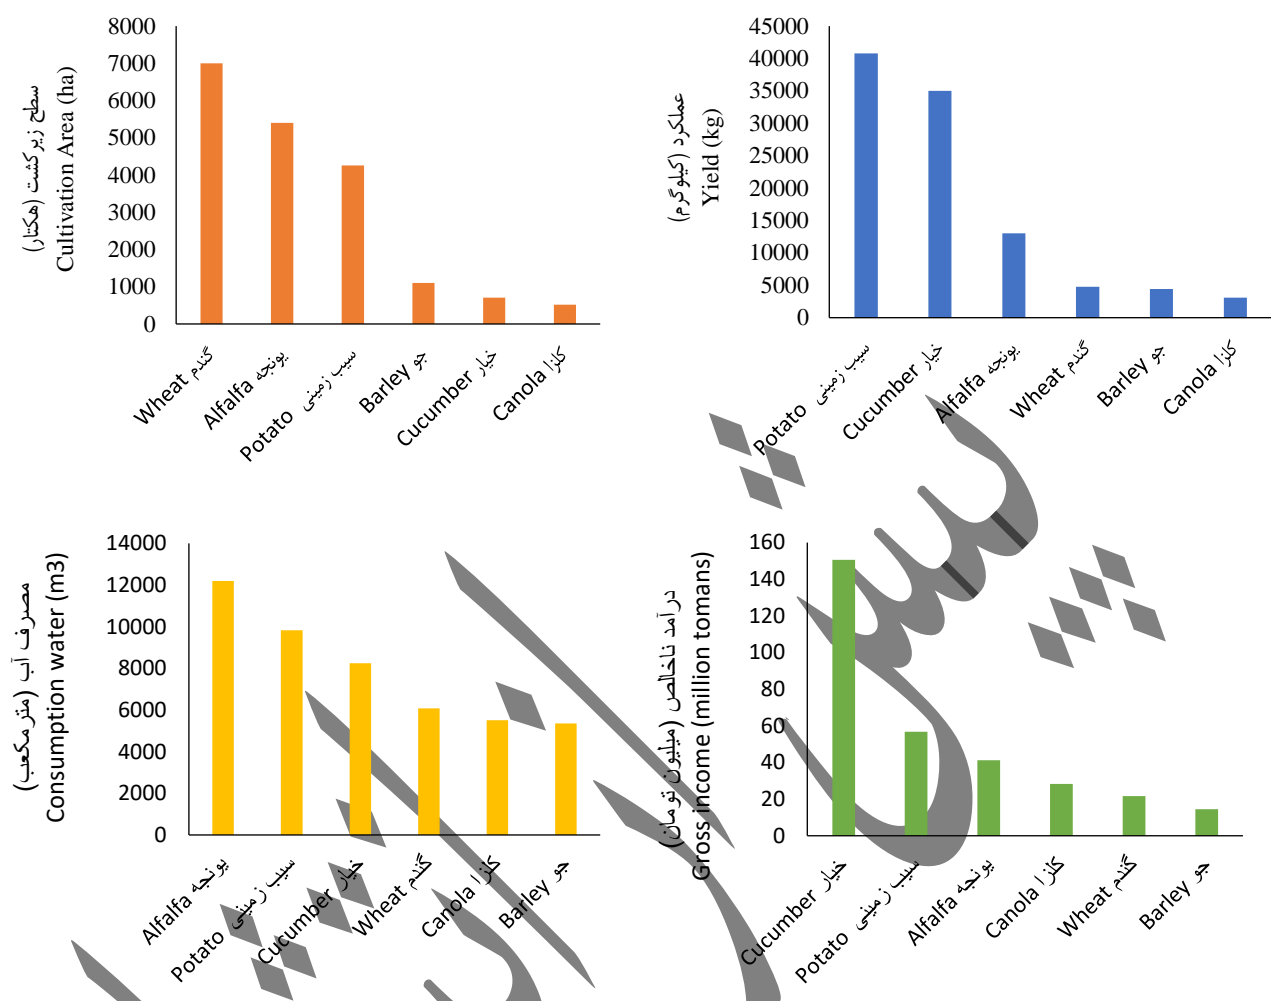 سطح زیرکشت (هکتار)
Cultivation Area (ha)
8000
7000
6000
5000
4000
3000
2000
1000
0
Wheat گندم
Alfalfa یونجه
Potato سیب زمینی
Barley جو
Cucumber خیار
Canola کلزا
عملکرد (کیلوگرم)
Yield (kg)
45000
40000
35000
30000
25000
20000
15000
10000
5000
0
Potato سیب زمینی
Cucumber خیار
Alfalfa یونجه
Wheat گندم
Barley جو
Canola کلزا
مصرف آب (مترمکعب)
Consumption water (m3)
14000
12000
10000
8000
6000
4000
2000
0
Alfalfa یونجه
Potato سیب زمینی
Cucumber خیار
Wheat گندم
Canola کلزا
Barley جو
درآمد ناخالص (میلیون تومان)
Gross income (million tomans)
160
140
120
100
80
60
40
20
0
Cucumber خیار
Potato سیب زمینی
Alfalfa یونجه
Canola کلزا
Wheat گندم
Barley جو